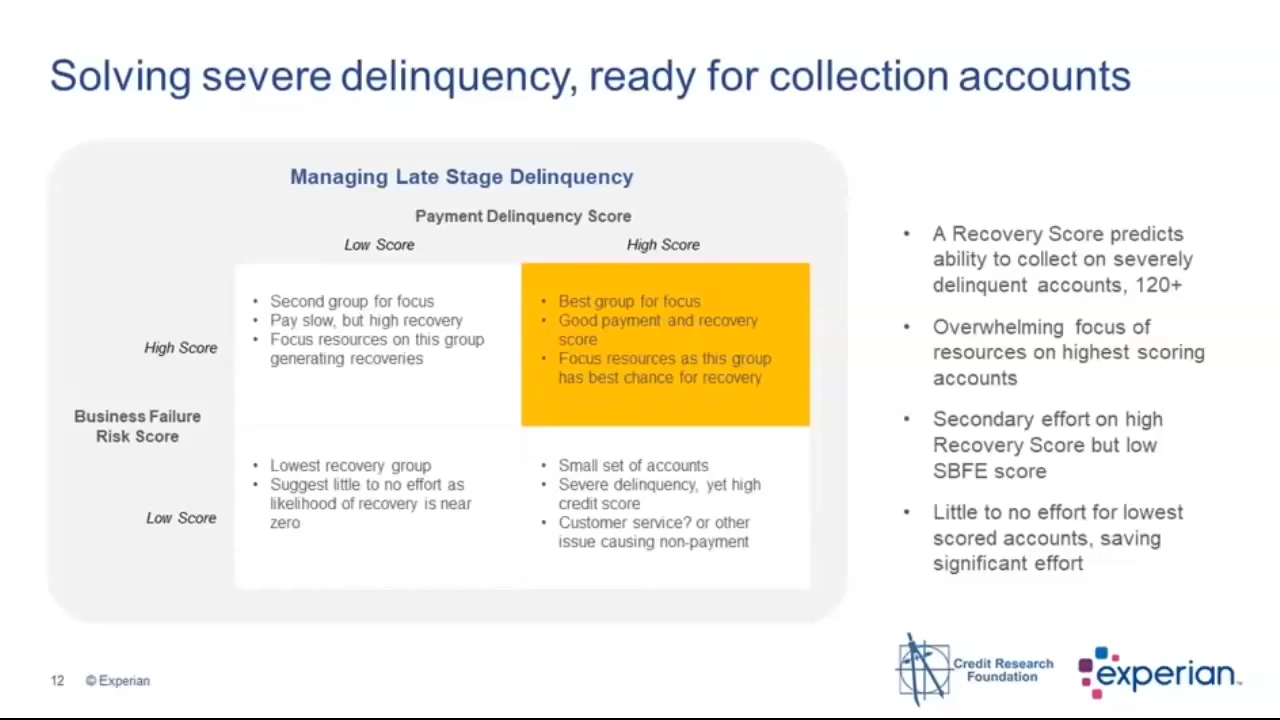 Solving severe delinquency, ready for collection accounts
Managing Late Stage Delinquency
Payment Delinquency Score
Low Score
High Score
High Score
Business Failure
Risk Score
Low Score
• Second group for focus
• Pay slow, but high recovery
• Focus resources on this group
generating recoveries
• Best group for focus
• Good payment and recovery
score
• Focus resources as this group
has best chance for recovery
• Lowest recovery group
• Suggest little to no effort as
likelihood of recovery is near
zero
• Small set of accounts
• Severe delinquency, yet high
credit score
• Customer service? or other
issue causing non-payment
• A Recovery Score predicts
ability to collect on severely
delinquent accounts, 120+
• Overwhelming focus of
resources on highest scoring
accounts
• Secondary effort on high
Recovery Score but low
SBFE score
• Little to no effort for lowest
scored accounts, saving
significant effort
12 © Experian
Credit Research
Foundation
experian™